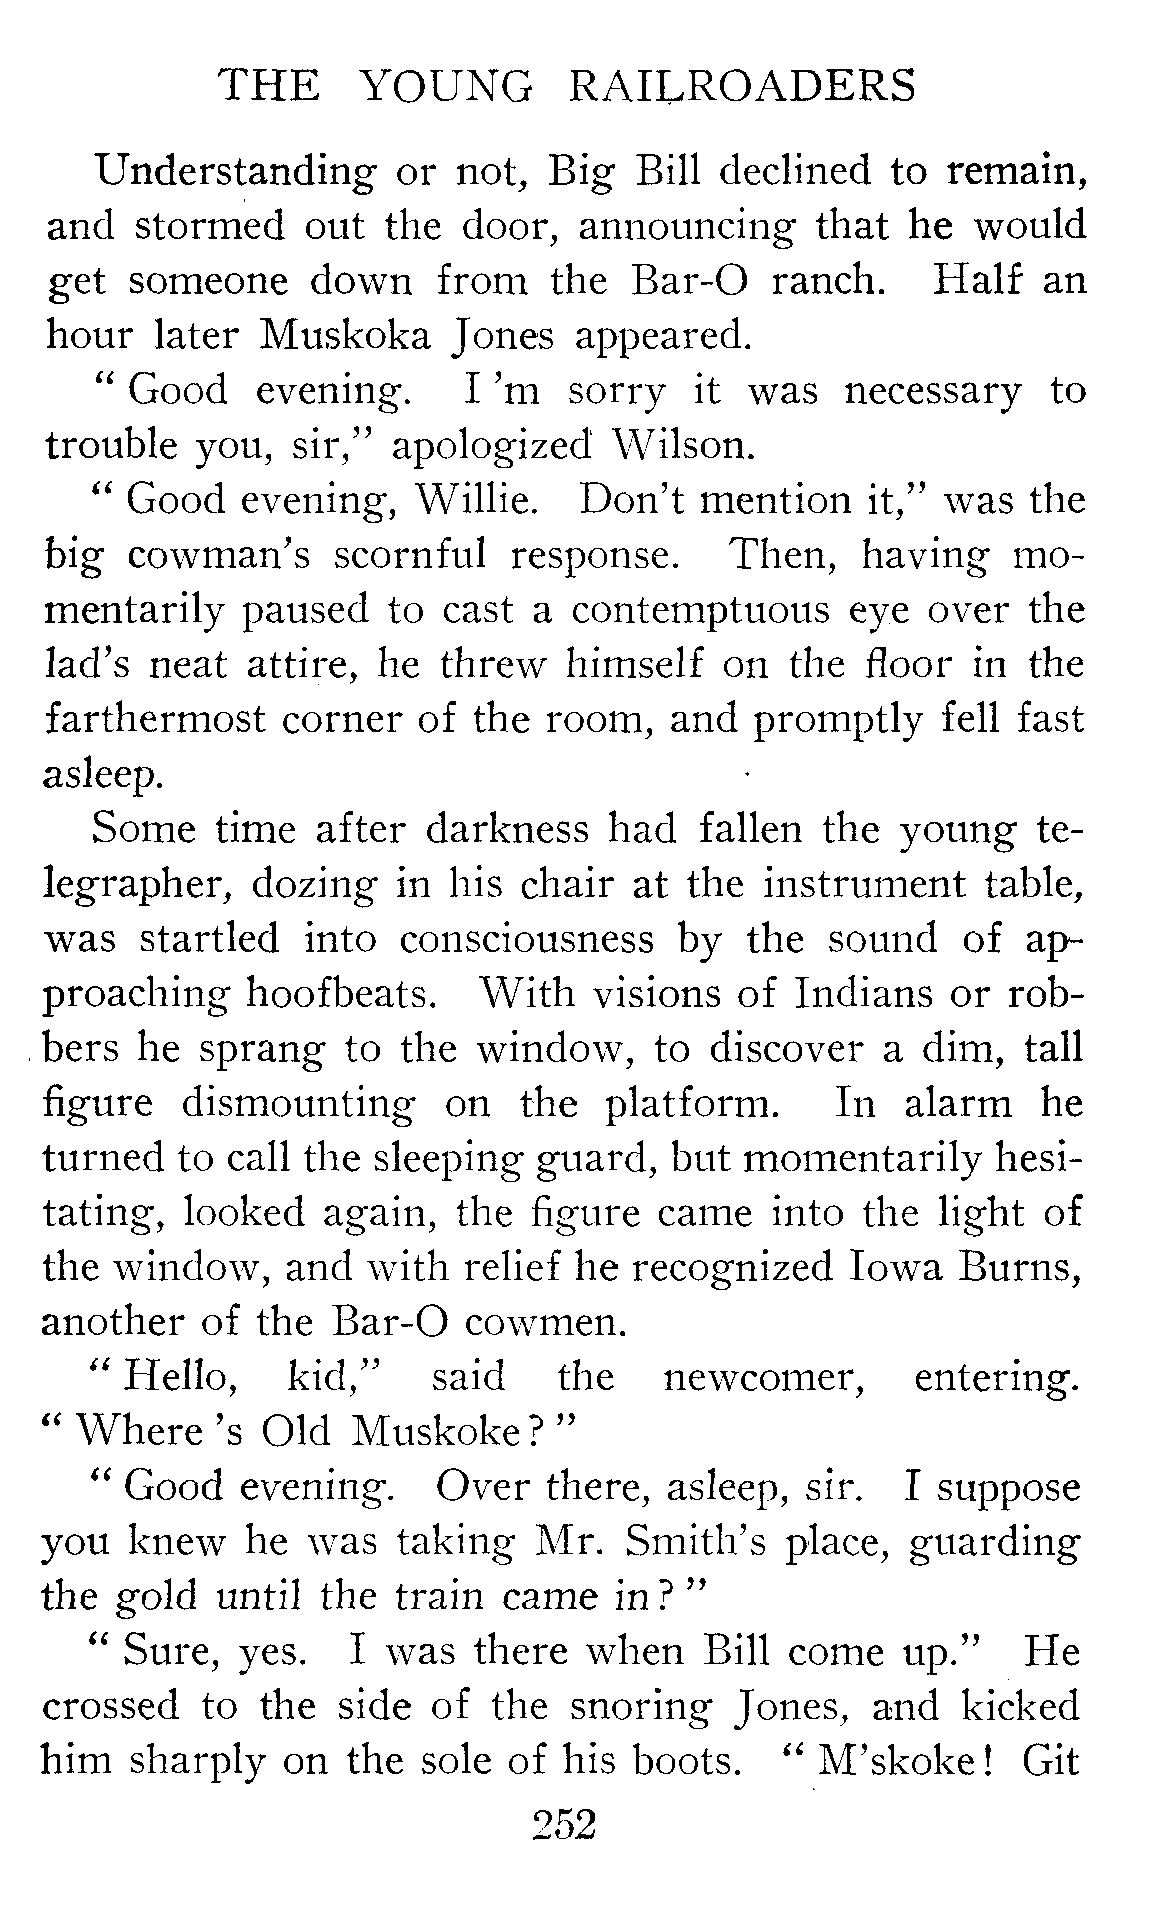 THE YOUNG RAILROADERS
Understanding or not, Big Bill declined to remain,
and stormed out the door, announcing that he would
get someone down from the Bar-O ranch. Half an
hour later Muskoka Jones appeared.
" Good evening. I 'm sorry it was necessary to
trouble you, sir," apologized Wilson.
" Good evening, Willie. Don't mention it," was the
big cowman's scornful response. Then, having mo-
mentarily paused to cast a contemptuous eye over the
lad's neat attire, he threw himself on the floor in the
farthermost corner of the room, and promptly fell fast
asleep.
Some time after darkness had fallen the young te-
legrapher, dozing in his chair at the instrument table,
was startled into consciousness by the sound of ap-
proaching hoofbeats. With visions of Indians or rob-
bers he sprang to the window, to discover a dim, tall
figure dismounting on the platform. In alarm he
turned to call the sleeping guard, but momentarily hesi-
tating, looked again, the figure came into the light of
the window, and with relief he recognized Iowa Burns,
another of the Bar-O cowmen.
" Hello, kid," said the newcomer, entering.
" Where 's Old Muskoke ? "
" Good evening. Over there, asleep, sir. I suppose
you knew he was taking Mr. Smith's place, guarding
the gold until the train came in ? "
" Sure, yes. I was there when Bill come up." He
crossed to the side of the snoring Jones, and kicked
him sharply on the sole of his boots. " M'skoke ! Git
252